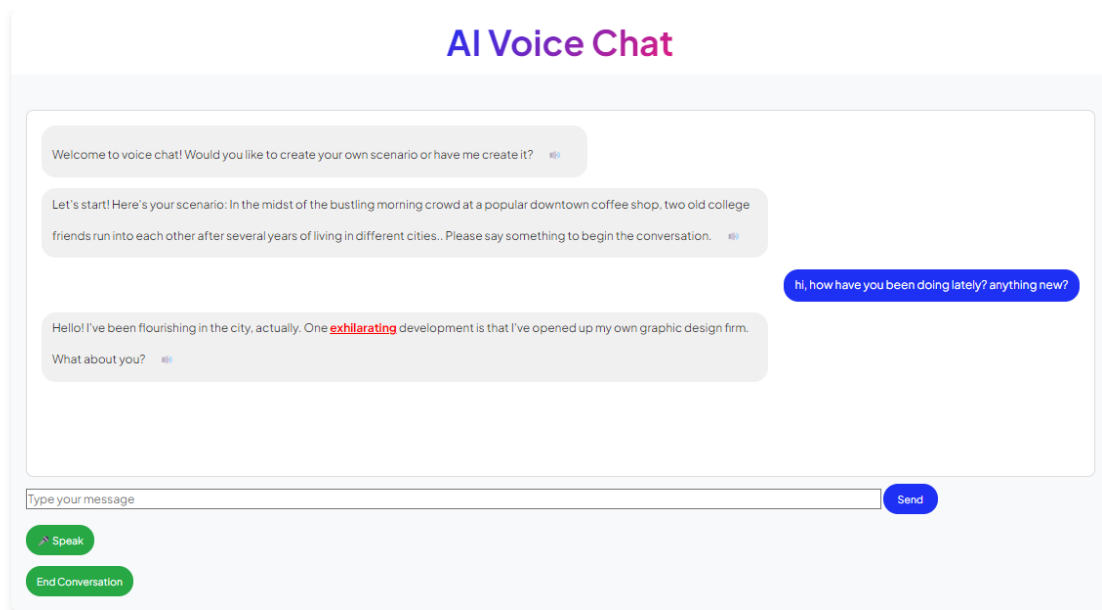 AI Voice Chat
Welcome to voice chat! Would you like to create your own scenario or have me create it?
Let's start! Here's your scenario: In the midst of the bustling morning crowd at a popular downtown coffee shop, two old college
friends run into each other after several years of living in different cities.. Please say something to begin the conversation.
hi, how have you been doing lately? anything new?
Hello! I've been flourishing in the city, actually. One exhilarating development is that I've opened up my own graphic design firm.
What about you?
Type your message
Send
Speak
End Conversation